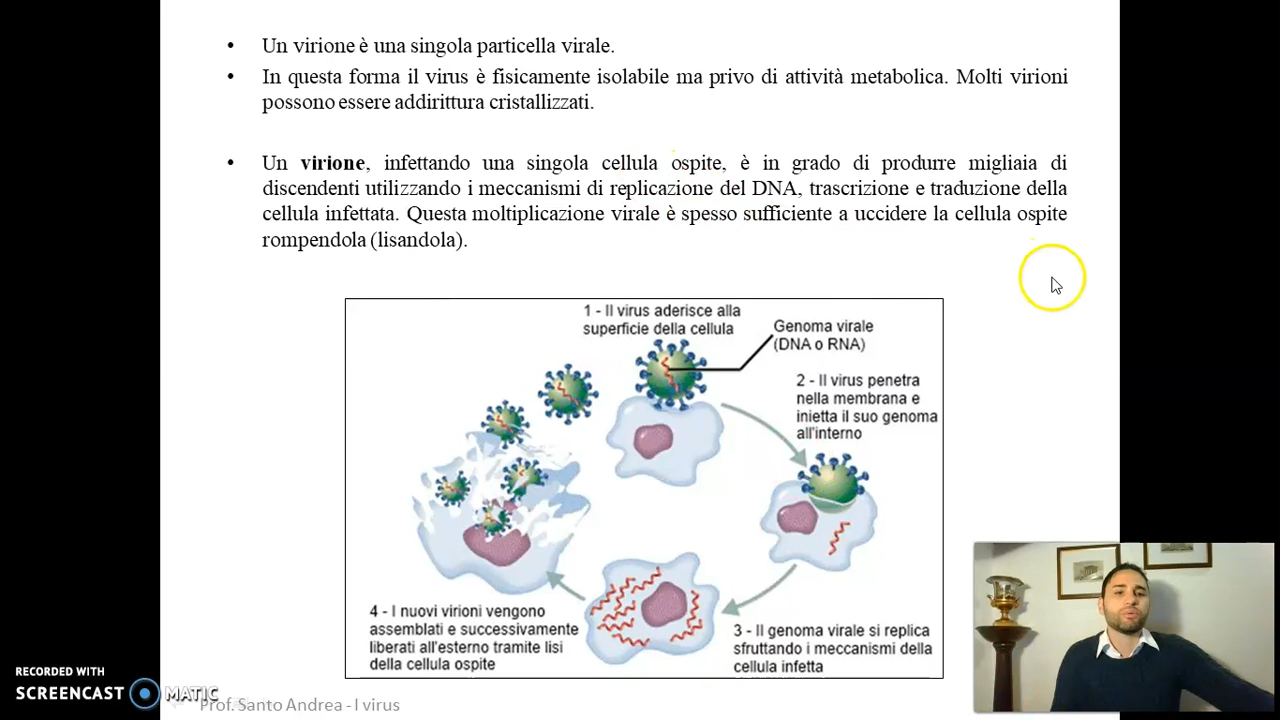 • Un virione è una singola particella virale.
• In questa forma il virus è fisicamente isolabile ma privo di attività metabolica. Molti virioni
possono essere addirittura cristallizzati.
• Un virione, infettando una singola cellula ospite, è in grado di produrre migliaia di
discendenti utilizzando i meccanismi di replicazione del DNA, trascrizione e traduzione della
cellula infettata. Questa moltiplicazione virale è spesso sufficiente a uccidere la cellula ospite
rompendola (lisandola).
1 - Il virus aderisce alla
superficie della cellula
Genoma virale
(DNA o RNA)
2 - Il virus penetra
nella membrana e
inietta il suo genoma
all'interno
3 - Il genoma virale si replica
sfruttando i meccanismi della
cellula infetta
4 - I nuovi virioni vengono
assemblati e successivamente
liberati all'esterno tramite lisi
della cellula ospite
RECORDED WITH
SCREENCAST MATIC
Prof. Santo Andrea - I virus